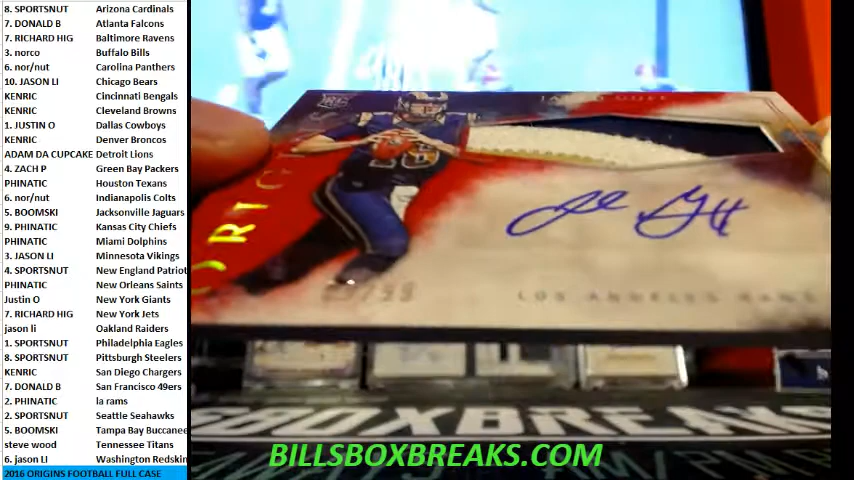 8. SPORTSNUT Arizona Cardinals
7. DONALD B Atlanta Falcons
7. RICHARD HIG Baltimore Ravens
3. norco Buffalo Bills
6. nor/nut Carolina Panthers
10. JASON LI Chicago Bears
KENRIC Cincinnati Bengals
KENRIC Cleveland Browns
1. JUSTIN O Dallas Cowboys
KENRIC Denver Broncos
ADAM DA CUPCAKE Detroit Lions
4. ZACH P Green Bay Packers
PHINATIC Houston Texans
6. nor/nut Indianapolis Colts
5. BOOMSKI Jacksonville Jaguars
9. PHINATIC Kansas City Chiefs
PHINATIC Miami Dolphins
3. JASON LI Minnesota Vikings
4. SPORTSNUT New England Patriot
PHINATIC New Orleans Saints
Justin O New York Giants
7. RICHARD HIG New York Jets
jason li Oakland Raiders
1. SPORTSNUT Philadelphia Eagles
8. SPORTSNUT Pittsburgh Steelers
KENRIC San Diego Chargers
7. DONALD B San Francisco 49ers
2. PHINATIC la rams
2. SPORTSNUT Seattle Seahawks
5. BOOMSKI Tampa Bay Buccanee
steve wood Tennessee Titans
6. jason LI Washington Redskin
2016 ORIGINS FOOTBALL FULL CASE
RC
LOS ANGELES RAMS
BOXBREAKS
BILLSBOXBREAKS.COM